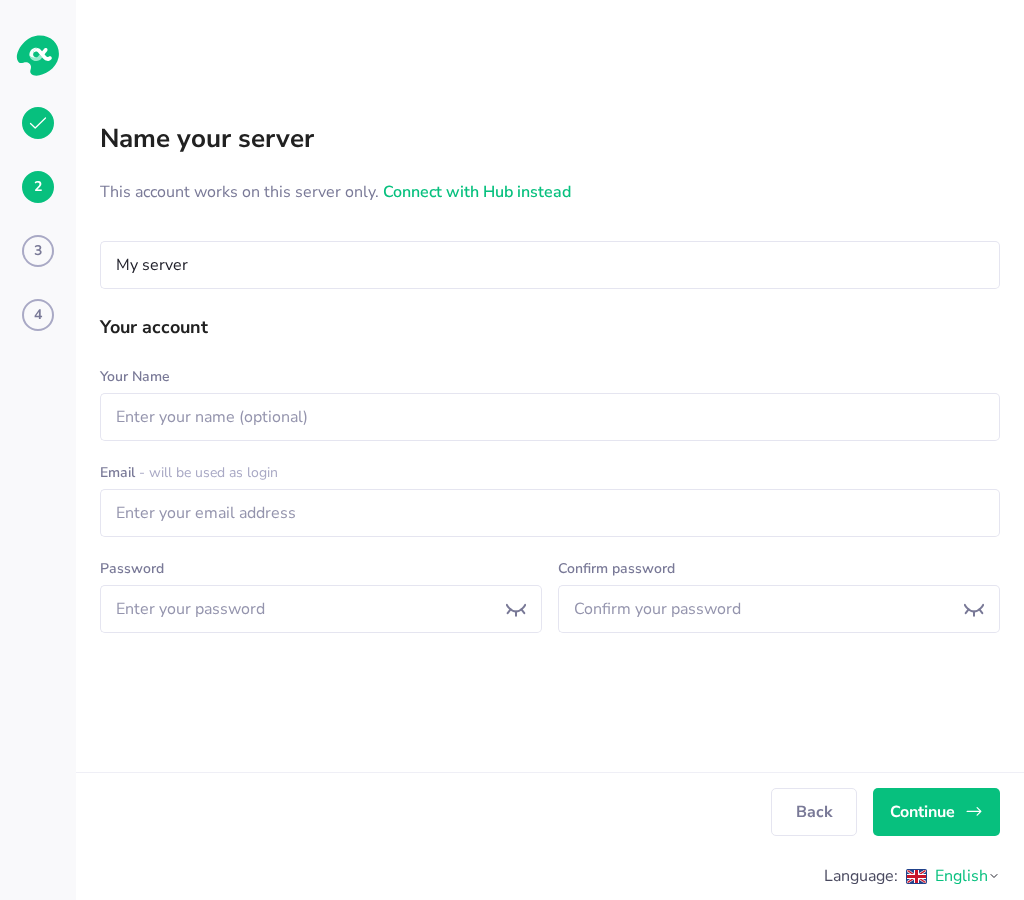 2
3
4
Name your server
This account works on this server only. Connect with Hub instead
My server
Your account
Your Name
Enter your name (optional)
Email - will be used as login
Enter your email address
Password
Confirm password
Enter your password
Confirm your password
Back
Continue
Language: English